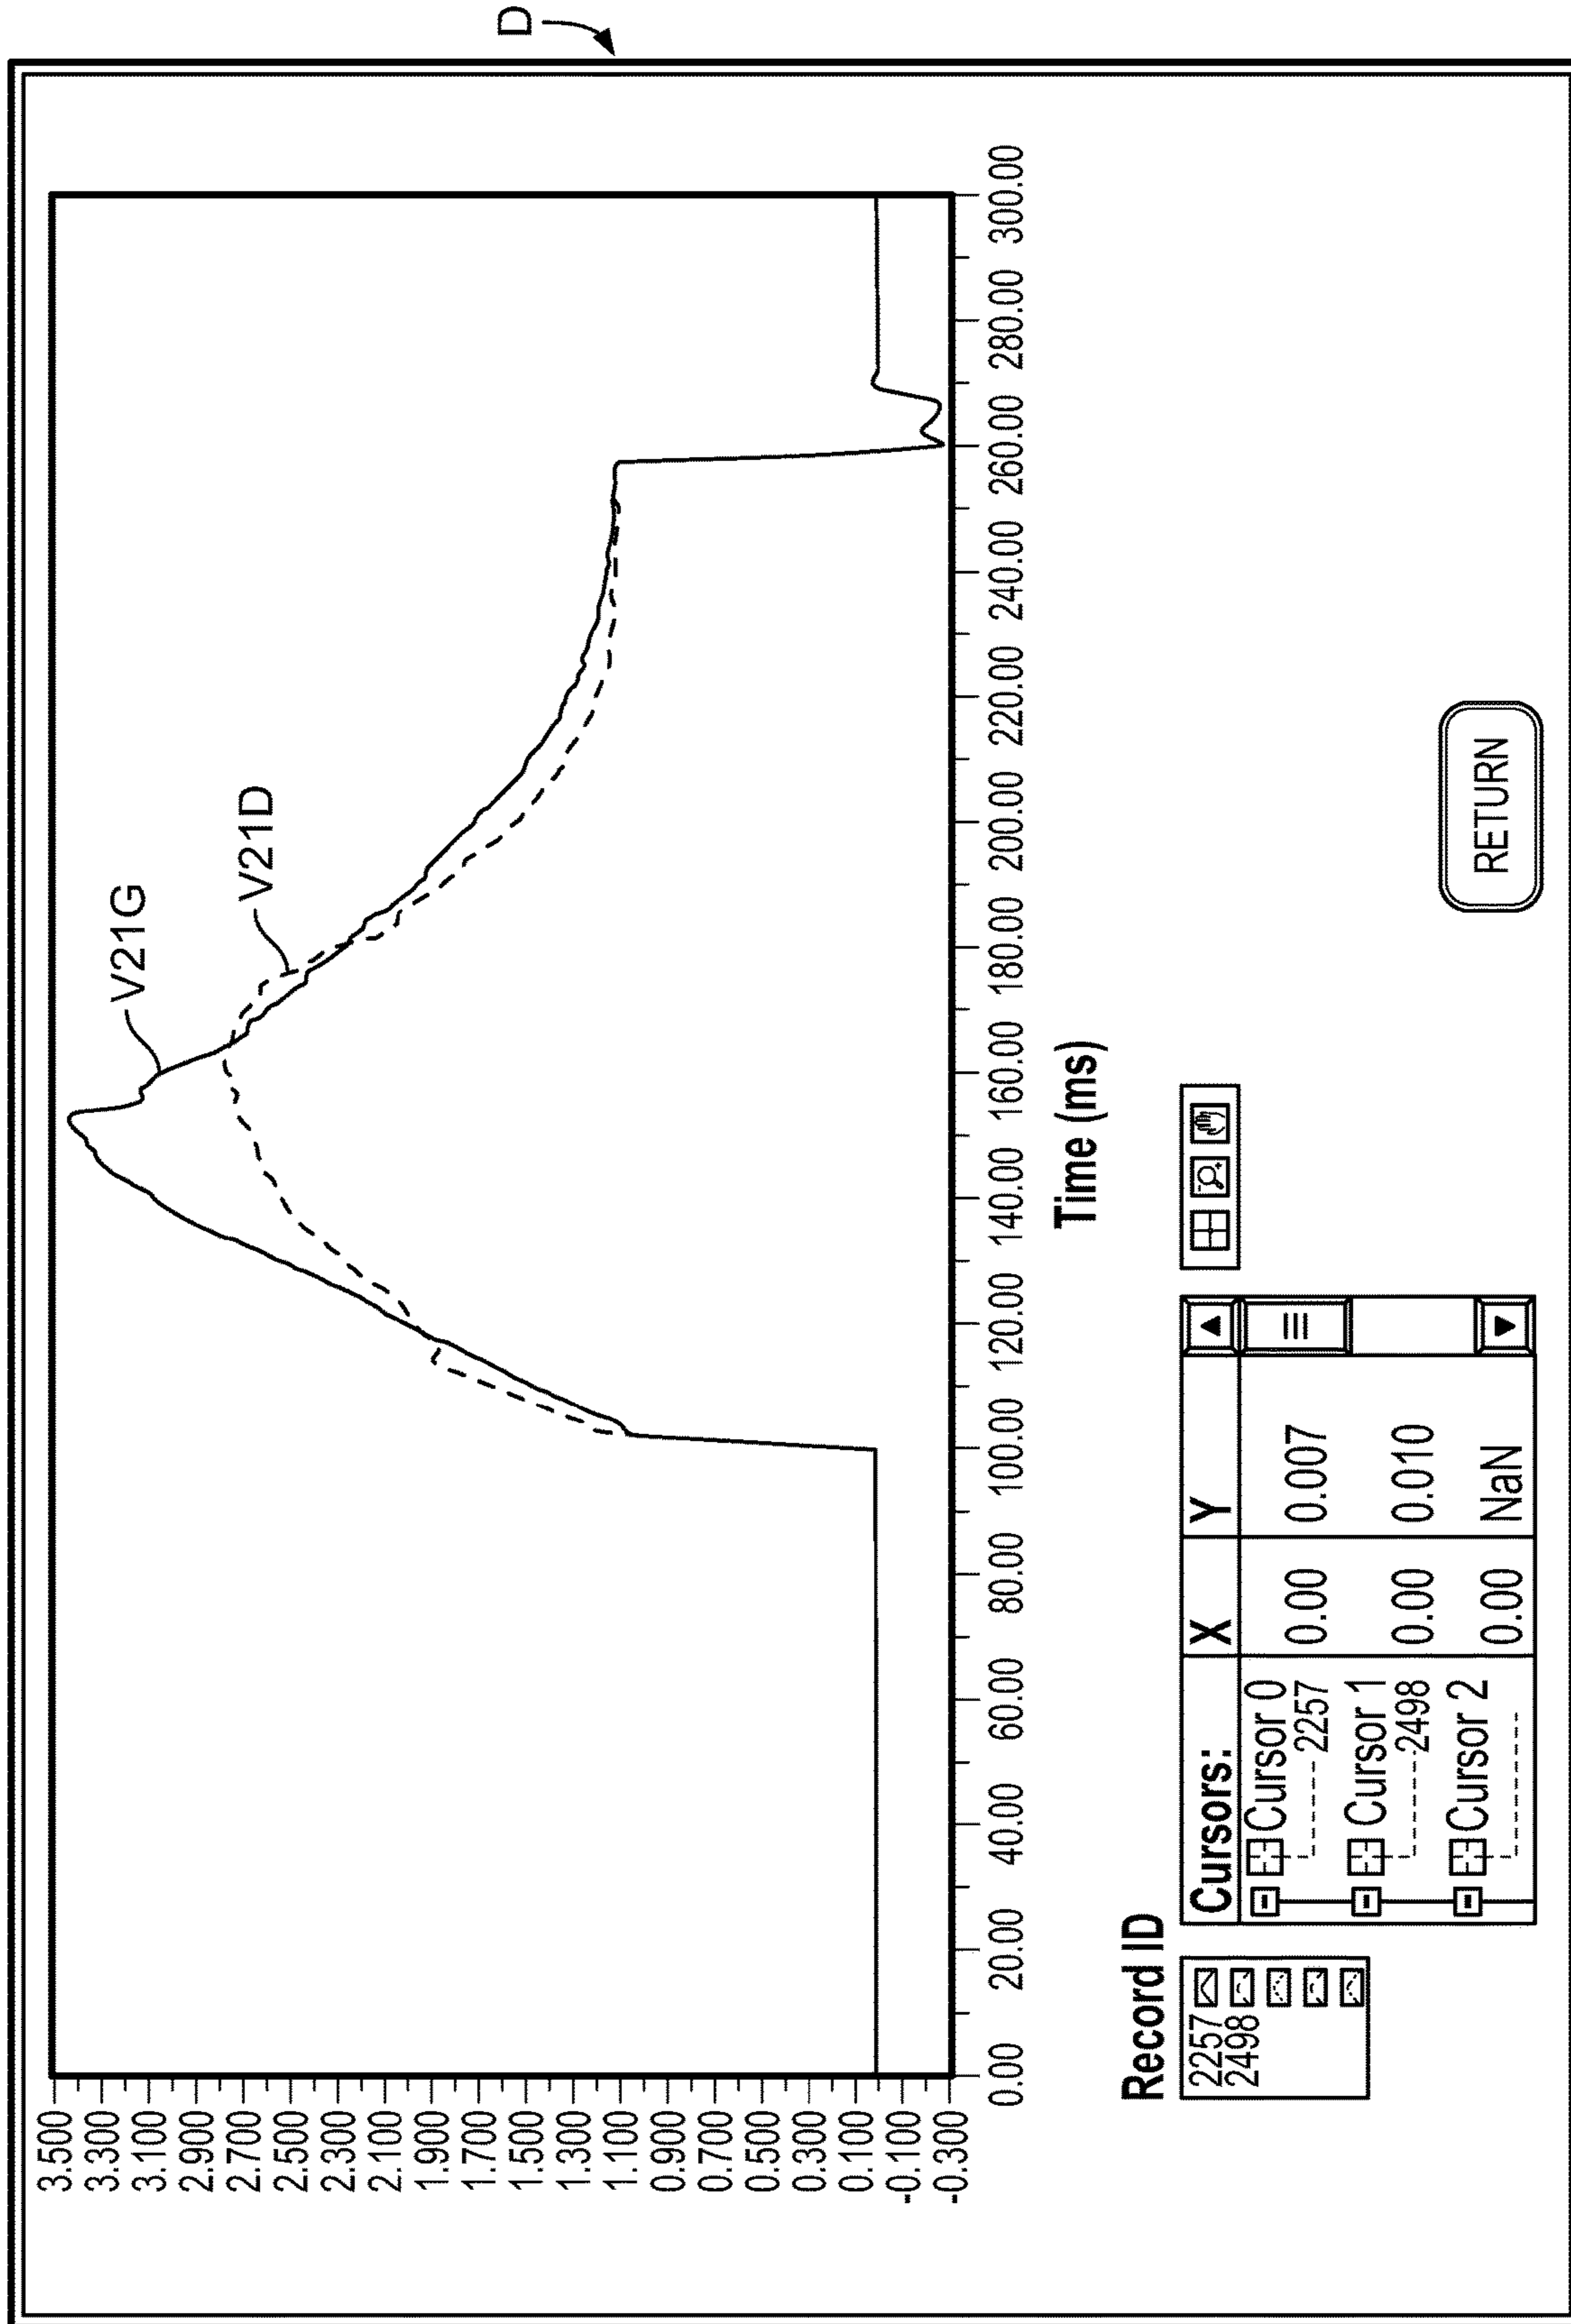 D
3.500
3.300
3.100
2.900
2.700
2.500
2.300
2.100
1.900
1.700
1.500
1.300
1.100
0.900
0.700
0.500
0.300
0.100
-0.100
-0.300
V21G
V21D
0.00 20.00 40.00 60.00 80.00 100.00 120.00 140.00 160.00 180.00 200.00 220.00 240.00 260.00 280.00 300.00
Time (ms)
Record ID
2257
2498
Cursors: X Y
Cursor 0 0.00 0.007
2257
Cursor 1 0.00 0.010
2498
Cursor 2 0.00 NaN
RETURN